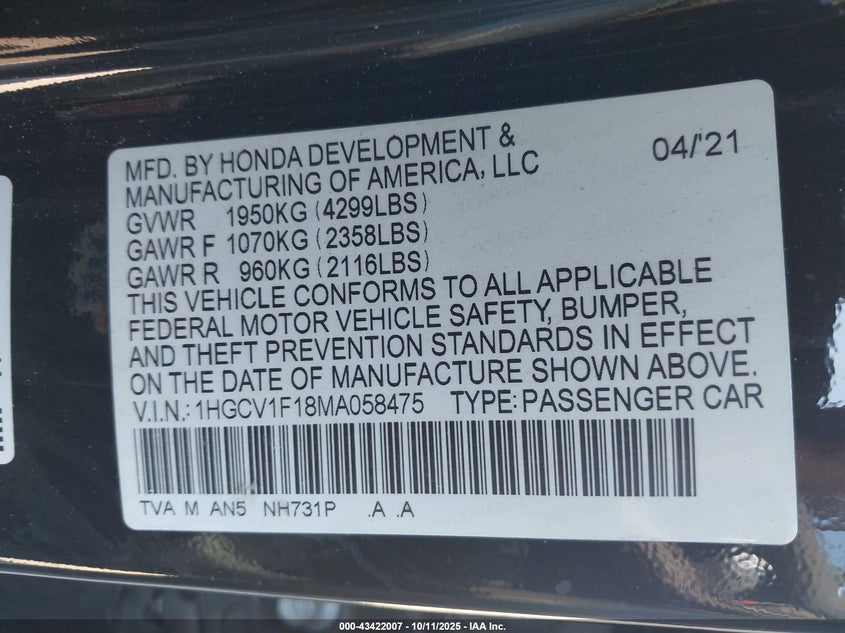 MFD. BY HONDA DEVELOPMENT & 04/'21
MANUFACTURING OF AMERICA, LLC
GVWR 1950KG (4299LBS)
GAWR F 1070KG (2358LBS)
GAWR R 960KG (2116LBS)
THIS VEHICLE CONFORMS TO ALL APPLICABLE
FEDERAL MOTOR VEHICLE SAFETY, BUMPER,
AND THEFT PREVENTION STANDARDS IN EFFECT
ON THE DATE OF MANUFACTURE SHOWN ABOVE.
V.I.N.: 1HGCV1F18MA058475 TYPE: PASSENGER CAR
TVA M AN5 NH731P .A .A
000-43422007 - 10/11/2025 - IAA Inc.